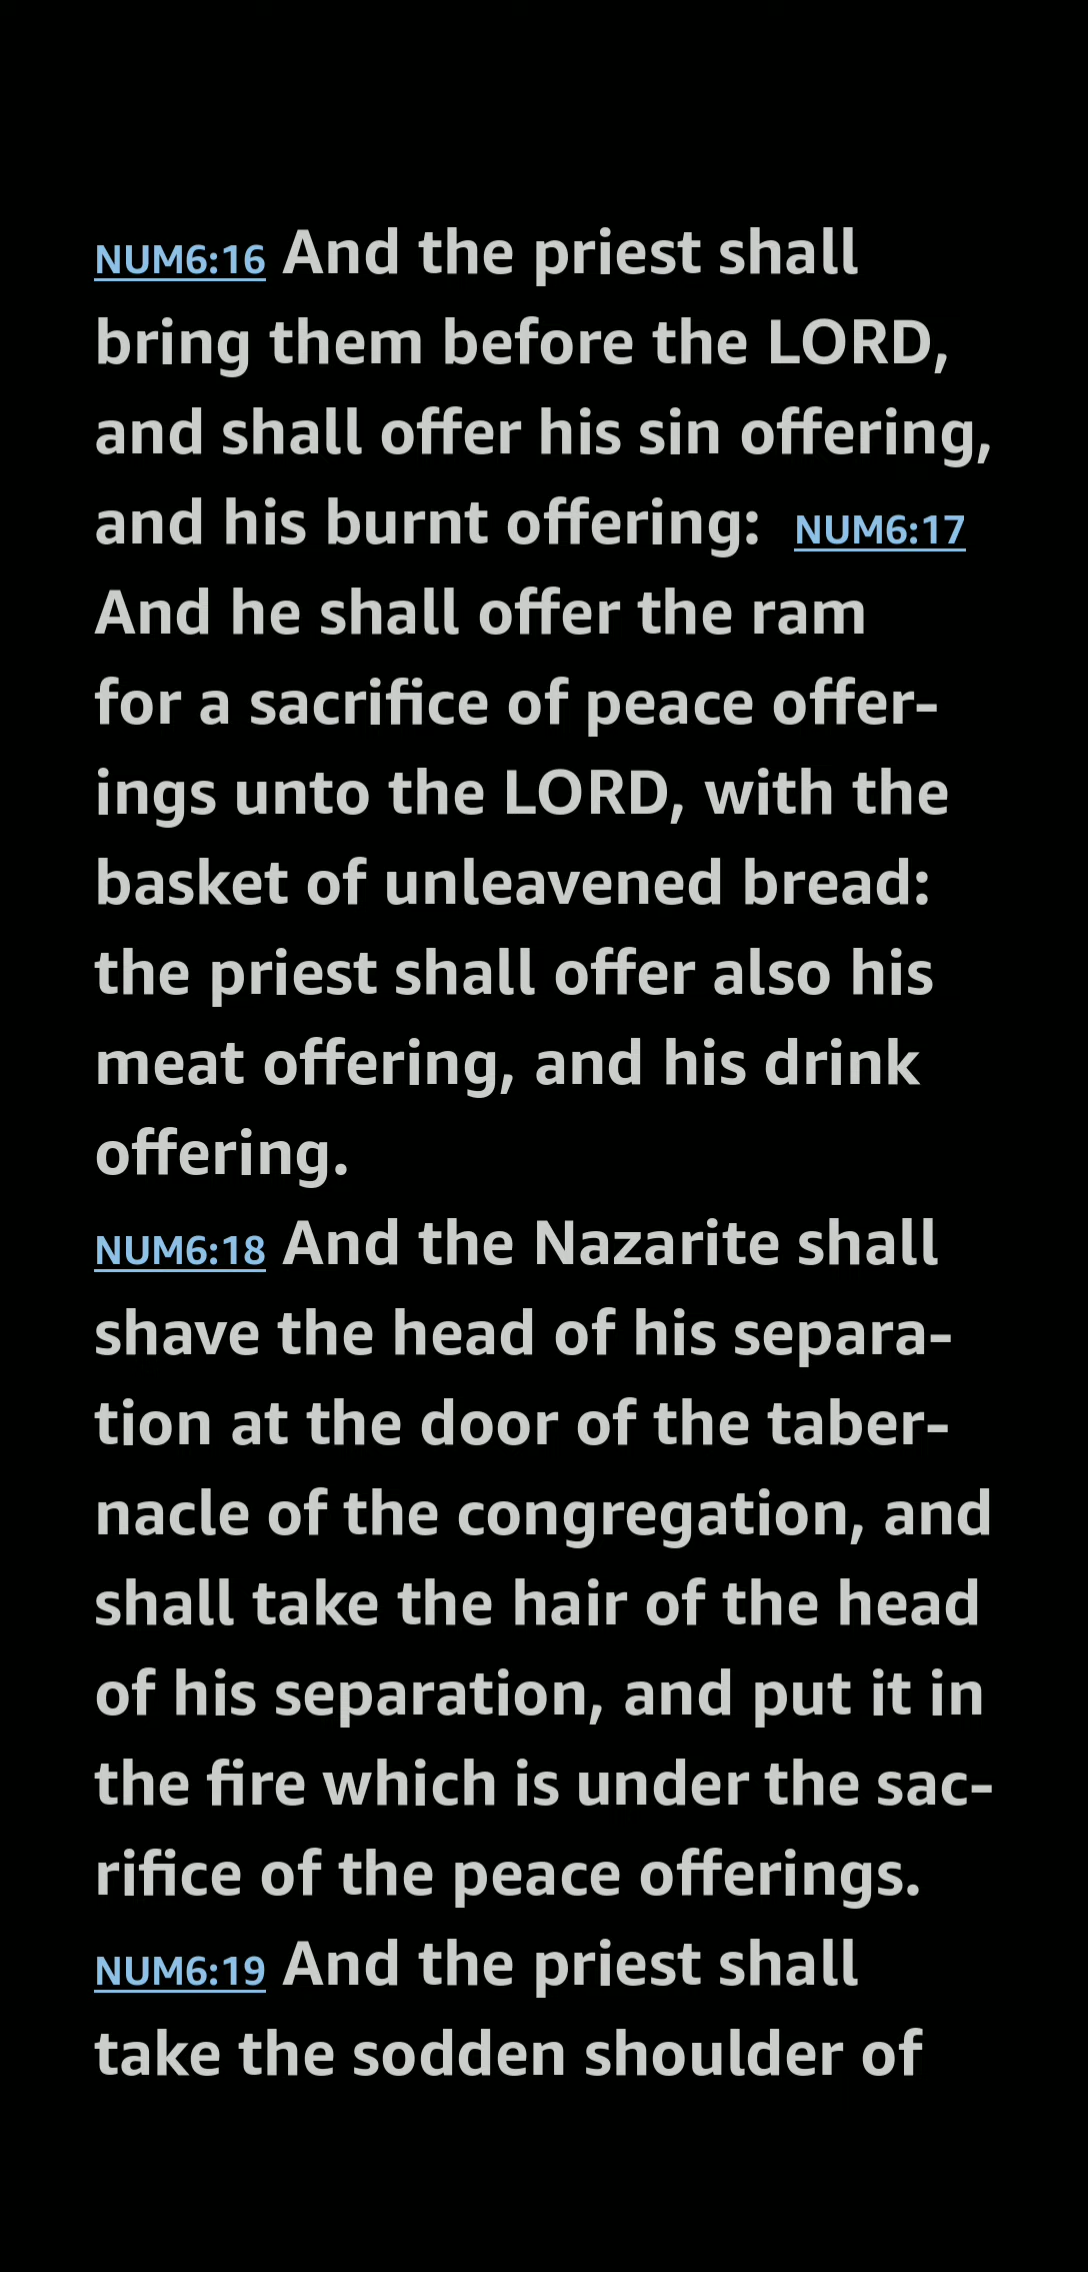 NUM6:16 And the priest shall
bring them before the LORD,
and shall offer his sin offering,
and his burnt offering: NUM6:17
And he shall offer the ram
for a sacrifice of peace offer-
ings unto the LORD, with the
basket of unleavened bread:
the priest shall offer also his
meat offering, and his drink
offering.
NUM6:18 And the Nazarite shall
shave the head of his separa-
tion at the door of the taber-
nacle of the congregation, and
shall take the hair of the head
of his separation, and put it in
the fire which is under the sac-
rifice of the peace offerings.
NUM6:19 And the priest shall
take the sodden shoulder of